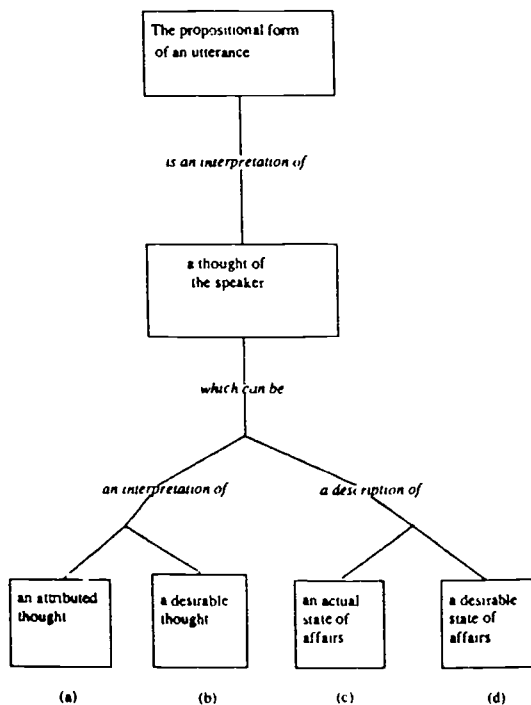 The propositional form
of an utterance
is an interpretation of
a thought of
the speaker
which can be
an interpretation of
a description of
an attributed
thought
a desirable
thought
an actual
state of
affairs
a desirable
state of
affairs
(a)
(b)
(c)
(d)